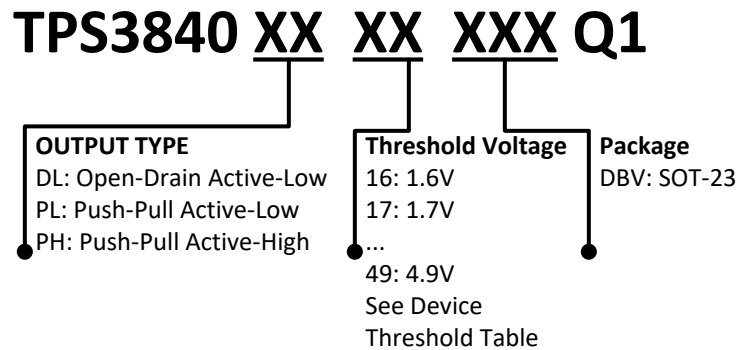 TPS3840 XX XX XXX Q1
OUTPUT TYPE
DL: Open-Drain Active-Low
PL: Push-Pull Active-Low
PH: Push-Pull Active-High
Threshold Voltage
16: 1.6V
17: 1.7V
...
49: 4.9V
See Device
Threshold Table
Package
DBV: SOT-23